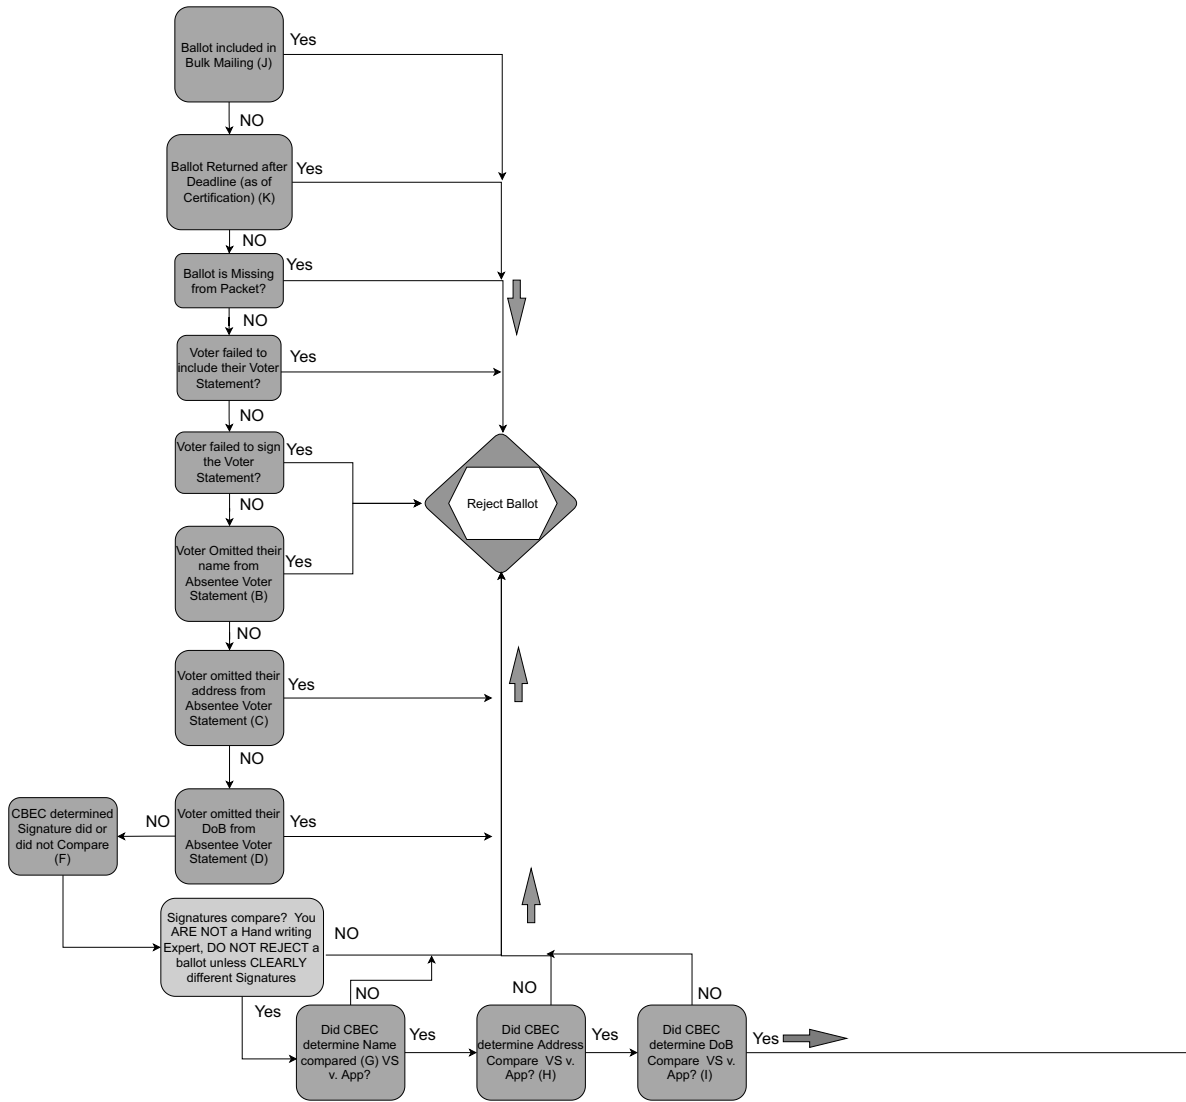 Ballot included in
Bulk Mailing (J)
Yes
NO
Ballot Returned after
Deadline (as of
Certification) (K)
Yes
NO
Ballot is Missing
from Packet?
Yes
NO
Voter failed to
include their Voter
Statement?
Yes
NO
Voter failed to sign
the Voter
Statement?
Yes
NO
Reject Ballot
Voter Omitted their
name from
Absentee Voter
Statement (B)
Yes
NO
Voter omitted their
address from
Absentee Voter
Statement (C)
Yes
NO
Voter omitted their
DoB from
Absentee Voter
Statement (D)
Yes
NO
CBEC determined
Signature did or
did not Compare
(F)
Signatures compare? You
ARE NOT a Hand writing
Expert, DO NOT REJECT a
ballot unless CLEARLY
different Signatures
NO
Yes
Did CBEC
determine Name
compared (G) VS
v. App?
NO
Yes
Did CBEC
determine Address
Compare VS v.
App? (H)
NO
Yes
Did CBEC
determine DoB
Compare VS v.
App? (I)
NO
Yes